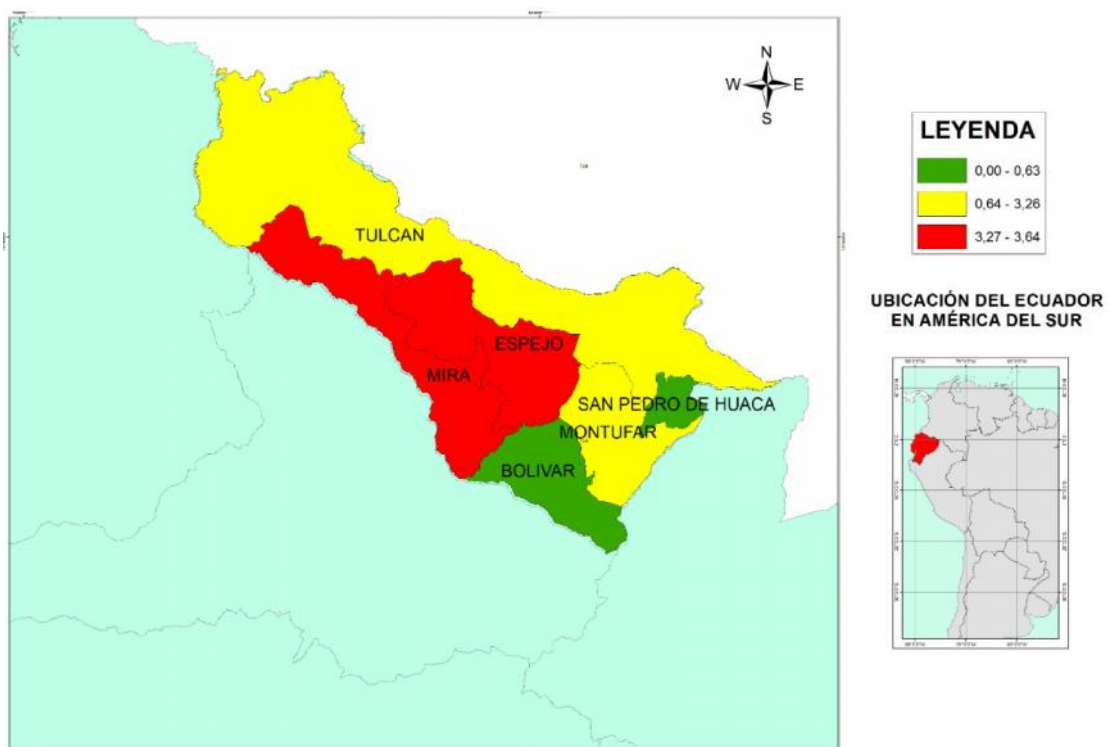 N
W E
S
TULCAN
ESPEJO
MIRA
SAN PEDRO DE HUACA
MONTUFAR
BOLIVAR
LEYENDA
0,00 - 0,63
0,64 - 3,26
3,27 - 3,64
UBICACIÓN DEL ECUADOR
EN AMÉRICA DEL SUR